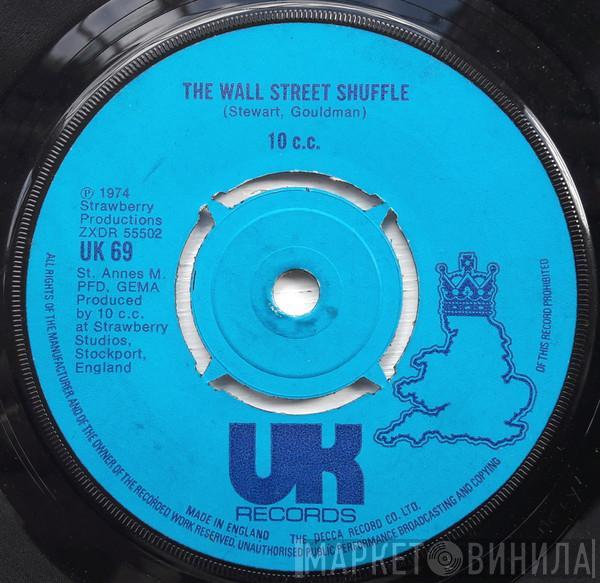 THE WALL STREET SHUFFLE
(Stewart, Gouldman)
10 c.c.
℗ 1974
Strawberry
Productions
ZXDR 55502
UK 69
St. Annes M.
PFD, GEMA
Produced
by 10 c.c.
at Strawberry
Studios,
Stockport,
England
UK
RECORDS
MADE IN ENGLAND
THE DECCA RECORD CO. LTD.
ALL RIGHTS OF THE MANUFACTURER AND OF THE OWNER OF THE RECORDED WORK RESERVED. UNAUTHORISED PUBLIC PERFORMANCE BROADCASTING AND COPYING OF THIS RECORD PROHIBITED
МАРКЕТ ВИНИЛА